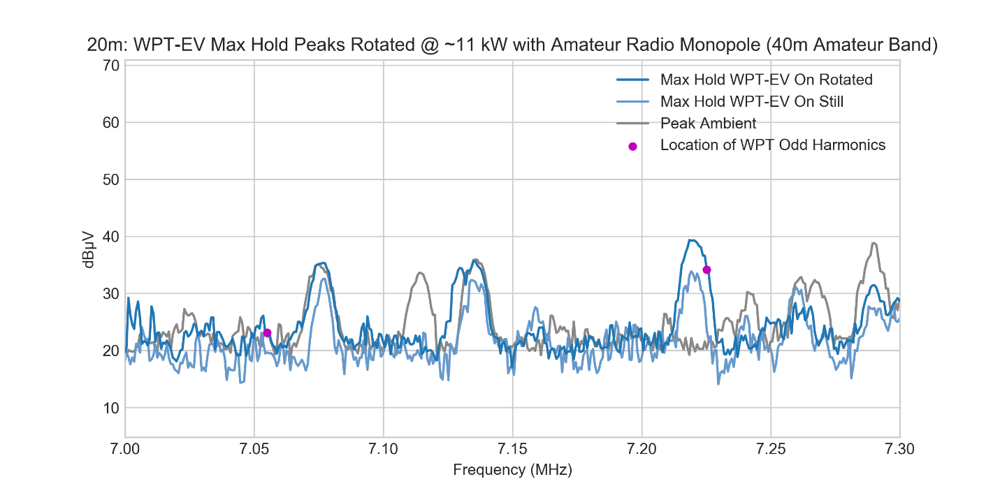 20m: WPT-EV Max Hold Peaks Rotated @ ~11 kW with Amateur Radio Monopole (40m Amateur Band)
70
60
50
40
30
20
10
dBµV
Max Hold WPT-EV On Rotated
Max Hold WPT-EV On Still
Peak Ambient
Location of WPT Odd Harmonics
7.00 7.05 7.10 7.15 7.20 7.25 7.30
Frequency (MHz)